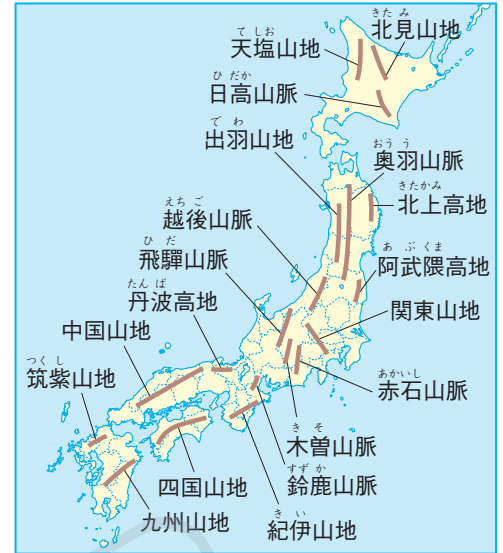 きたみ
北見山地
てしお
天塩山地
ひだか
日高山脈
でわ
出羽山地
おうう
奥羽山脈
きたかみ
北上高地
えちご
越後山脈
ひだ
飛驒山脈
あぶくま
阿武隈高地
たんば
丹波高地
関東山地
中国山地
つくし
筑紫山地
あかいし
赤石山脈
きそ
木曽山脈
すずか
鈴鹿山脈
四国山地
九州山地
きい
紀伊山地